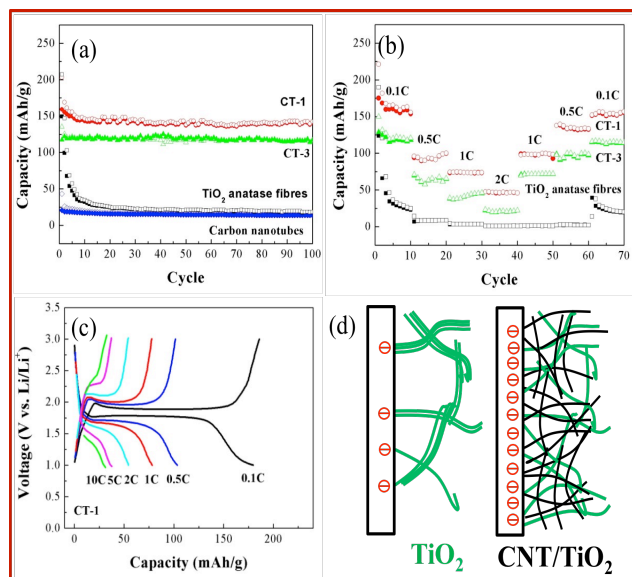 (a)
250
200
150
100
50
0
Capacity (mAh/g)
CT-1
CT-3
TiO₂ anatase fibres
Carbon nanotubes
0 10 20 30 40 50 60 70 80 90 100
Cycle
(b)
250
200
150
100
50
0
Capacity (mAh/g)
0.1C
0.5C
1C
2C
1C
0.5C
0.1C
CT-1
CT-3
TiO₂ anatase fibres
0 10 20 30 40 50 60 70
Cycle
(c)
3.5
3.0
2.5
2.0
1.5
1.0
0.5
0.0
Voltage (V vs. Li/Li⁺)
10C 5C 2C 1C 0.5C 0.1C
CT-1
0 50 100 150 200
Capacity (mAh/g)
(d)
TiO₂ CNT/TiO₂